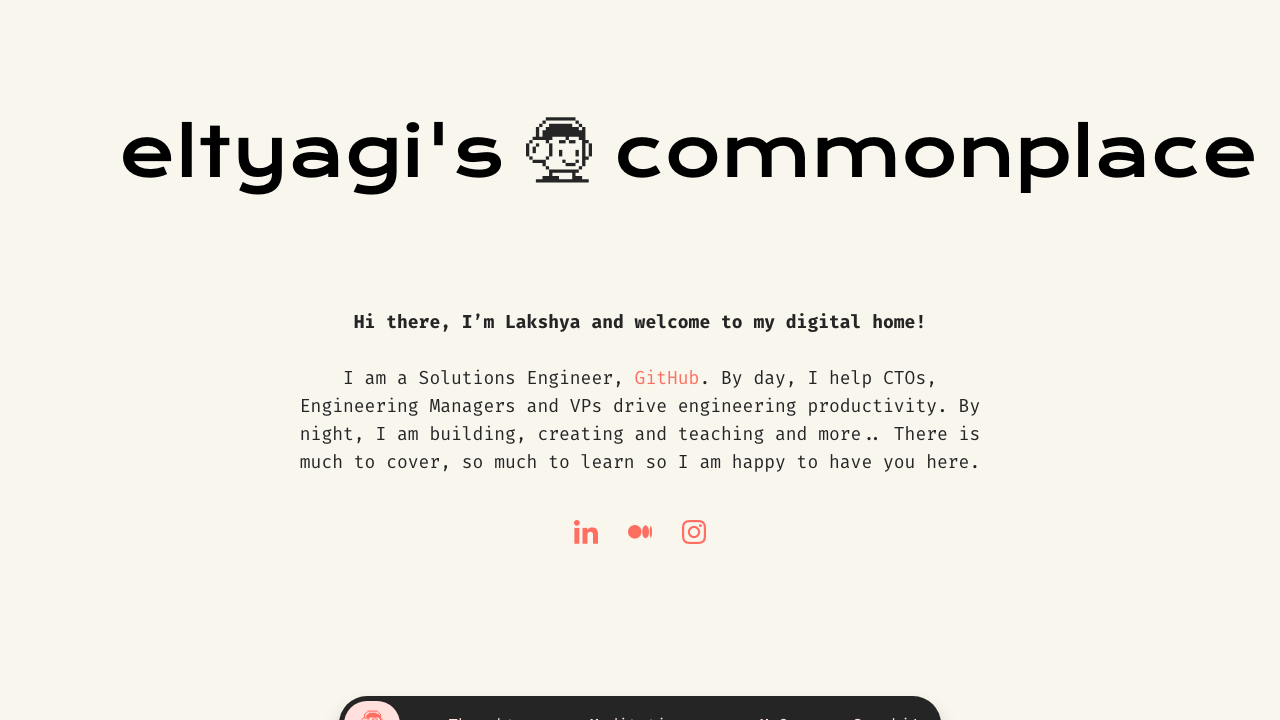 eltyagi's commonplace
Hi there, I’m Lakshya and welcome to my digital home!
I am a Solutions Engineer, GitHub. By day, I help CTOs,
Engineering Managers and VPs drive engineering productivity. By
night, I am building, creating and teaching and more.. There is
much to cover, so much to learn so I am happy to have you here.